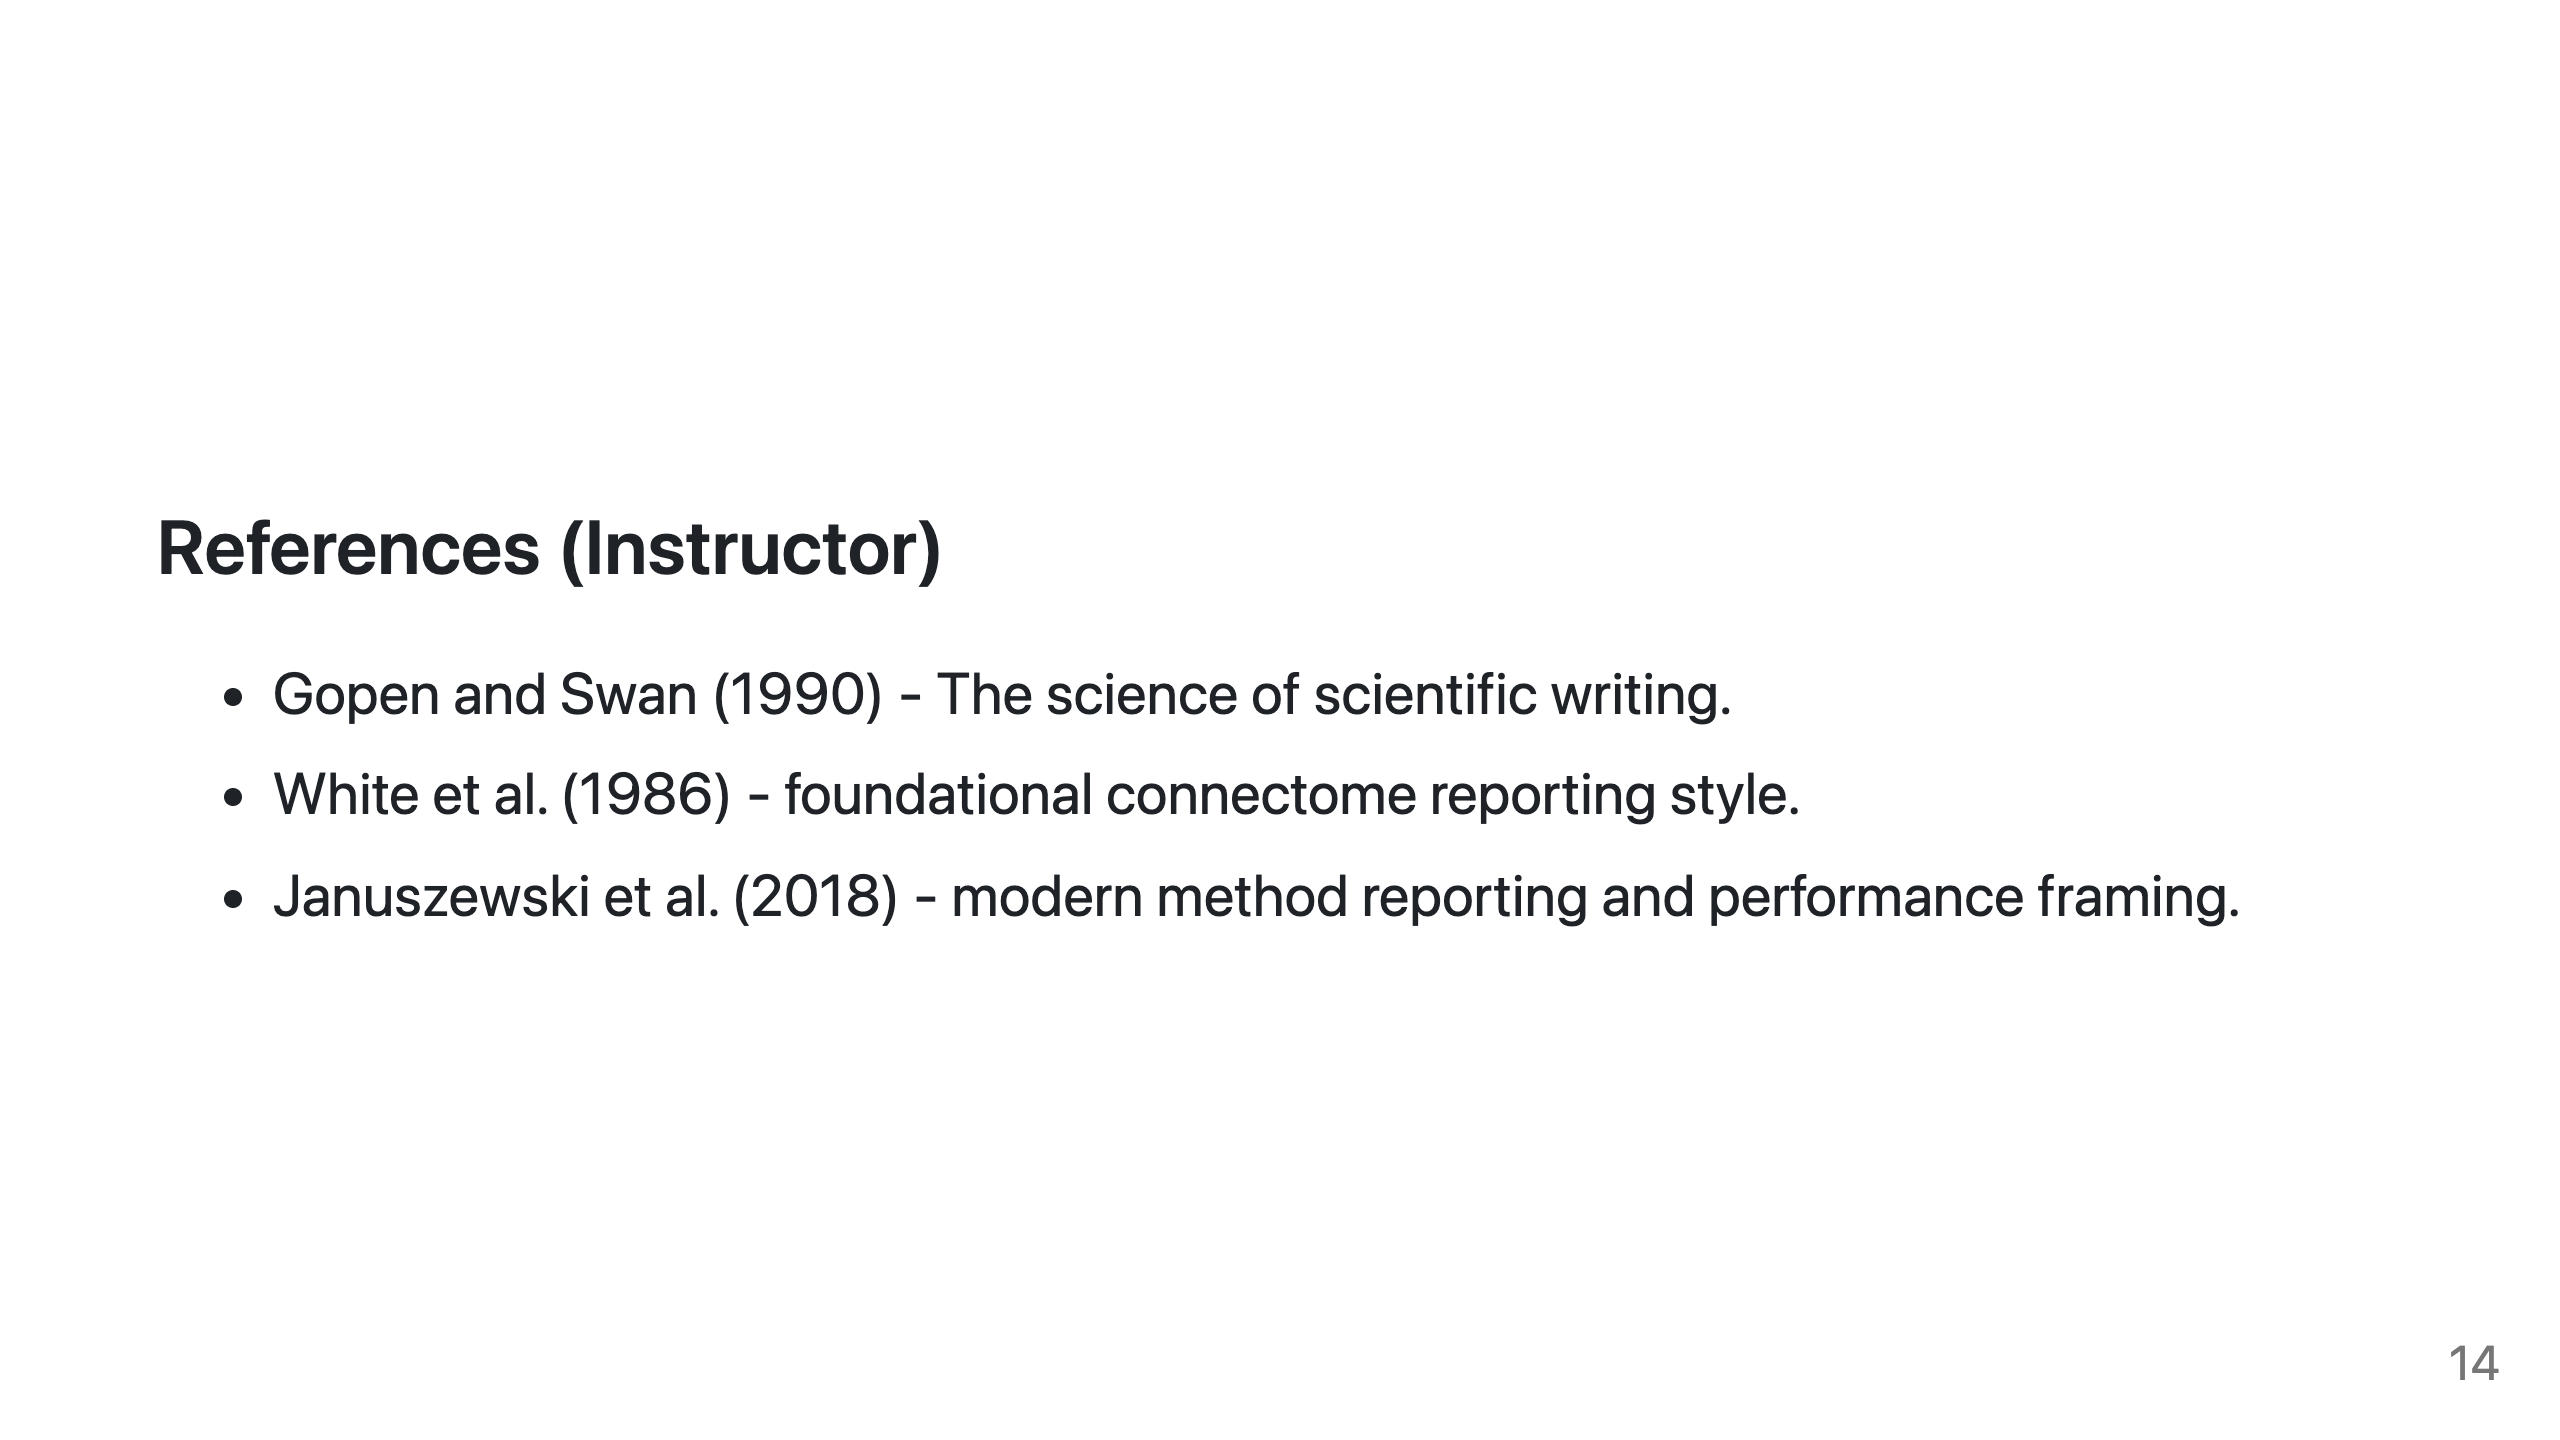 References (Instructor)
• Gopen and Swan (1990) - The science of scientific writing.
• White et al. (1986) - foundational connectome reporting style.
• Januszewski et al. (2018) - modern method reporting and performance framing.
14